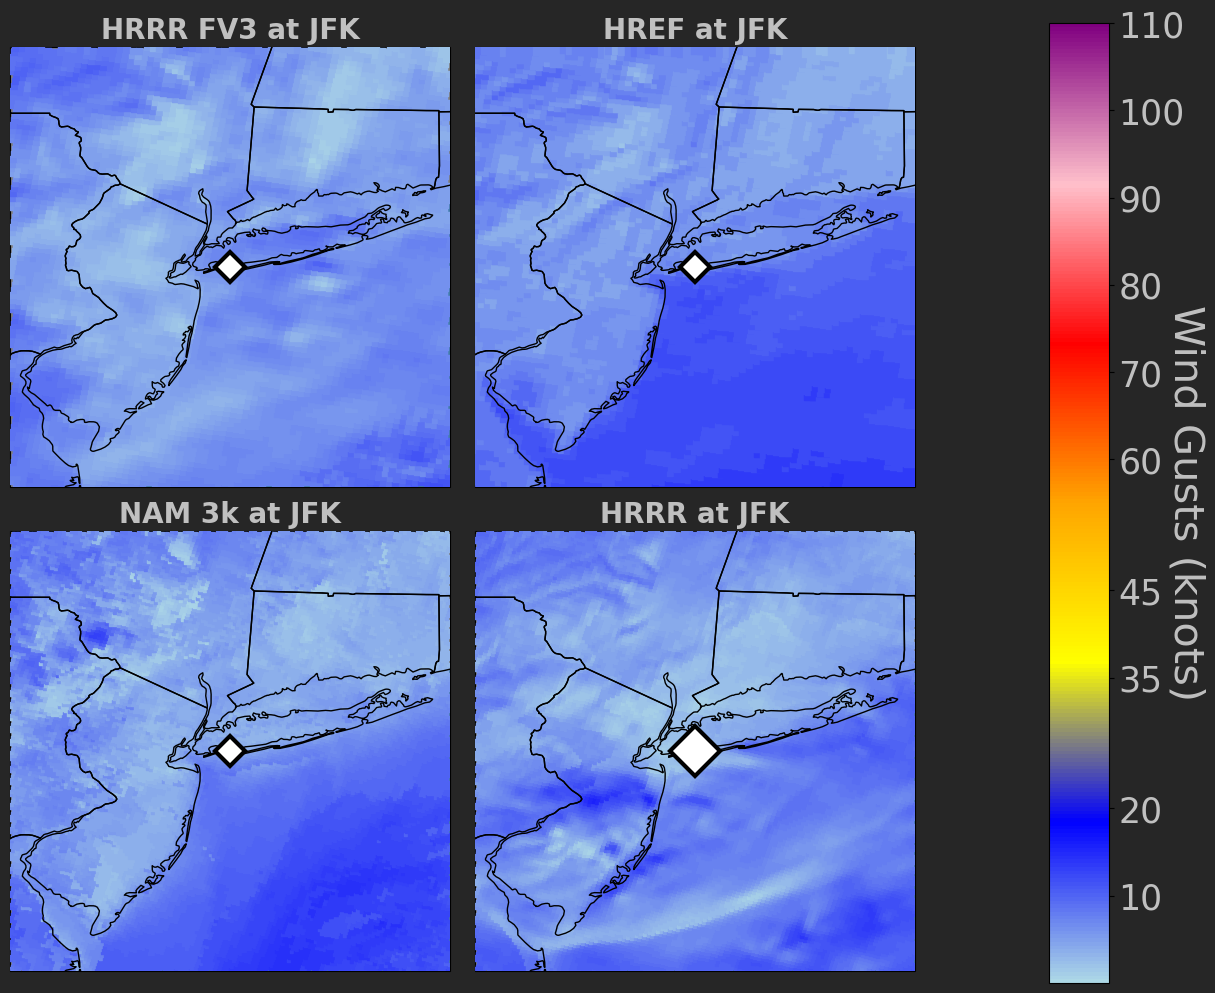 HRRR FV3 at JFK
HREF at JFK
NAM 3k at JFK
HRRR at JFK
110
100
90
80
70
60
45
35
20
10
Wind Gusts (knots)